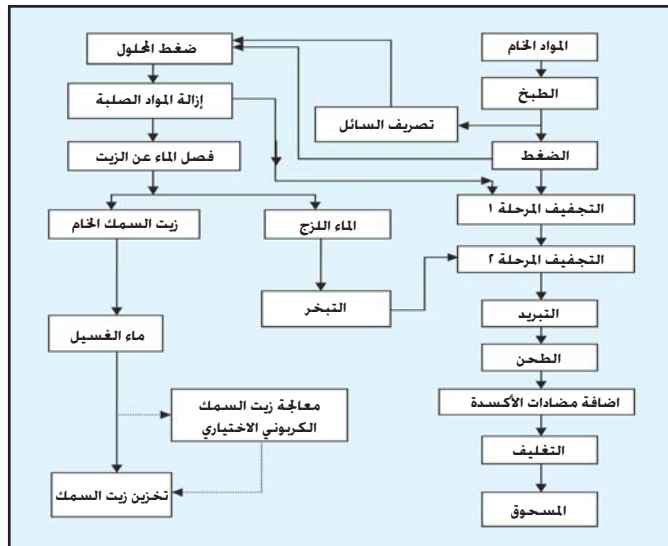 المواد الخام
الطبخ
تصريف السائل
الضغط
التجفيف المرحلة ١
التجفيف المرحلة ٢
التبريد
الطحن
اضافة مضادات الأكسدة
التغليف
المسحوق
ضغط المحلول
إزالة المواد الصلبة
فصل الماء عن الزيت
الماء اللزج
التبخر
زيت السمك الخام
ماء الغسيل
معالجة زيت السمك
الكربوني الاختياري
تخزين زيت السمك